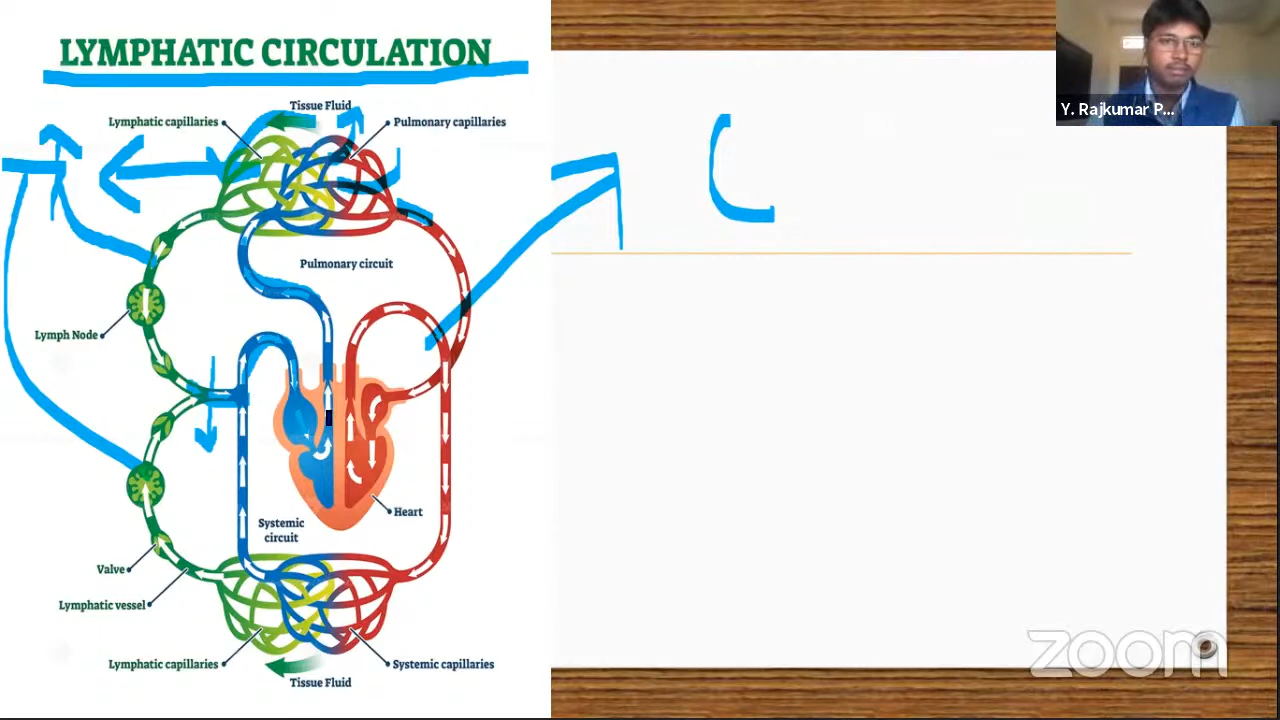 LYMPHATIC CIRCULATION
Tissue Fluid
Lymphatic capillaries
Pulmonary capillaries
Y. Rajkumar P...
Pulmonary circuit
Lymph Node
Heart
Systemic
circuit
Valve
Lymphatic vessel
Lymphatic capillaries
Systemic capillaries
Tissue Fluid
zoom